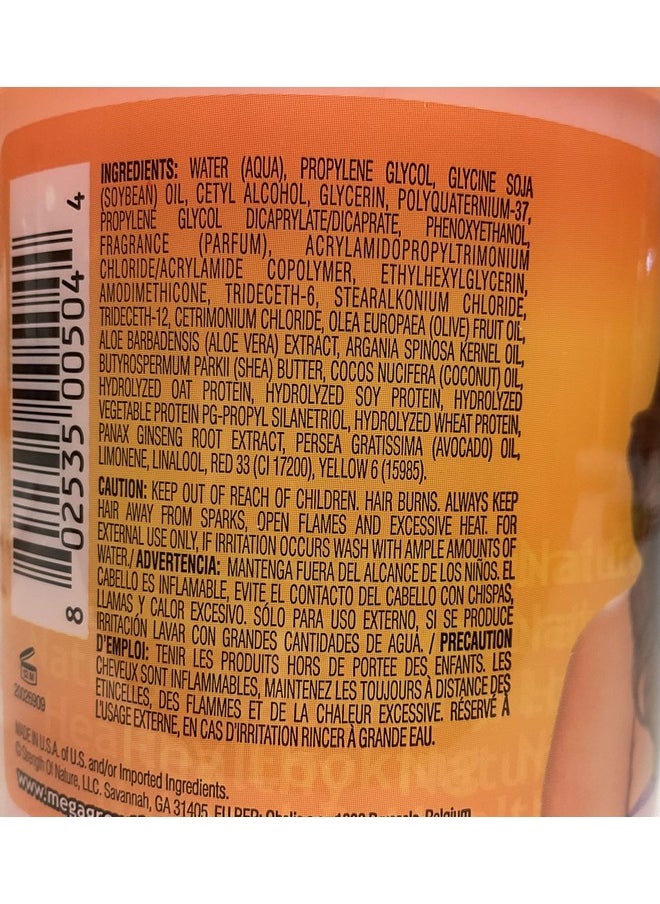 INGREDIENTS: WATER (AQUA), PROPYLENE GLYCOL, GLYCINE SOJA
(SOYBEAN) OIL, CETYL ALCOHOL, GLYCERIN, POLYQUATERNIUM-37,
PROPYLENE GLYCOL DICAPRYLATE/DICAPRATE, PHENOXYETHANOL,
FRAGRANCE (PARFUM), ACRYLAMIDOPROPYLTRIMONIUM
CHLORIDE/ACRYLAMIDE COPOLYMER, ETHYLHEXYLGLYCERIN,
AMODIMETHICONE, TRIDECETH-6, STEARALKONIUM CHLORIDE,
TRIDECETH-12, CETRIMONIUM CHLORIDE, OLEA EUROPAEA (OLIVE) FRUIT OIL,
ALOE BARBADENSIS (ALOE VERA) EXTRACT, ARGANIA SPINOSA KERNEL OIL,
BUTYROSPERMUM PARKII (SHEA) BUTTER, COCOS NUCIFERA (COCONUT) OIL,
HYDROLYZED OAT PROTEIN, HYDROLYZED SOY PROTEIN, HYDROLYZED
VEGETABLE PROTEIN PG-PROPYL SILANETRIOL, HYDROLYZED WHEAT PROTEIN,
PANAX GINSENG ROOT EXTRACT, PERSEA GRATISSIMA (AVOCADO) OIL,
LIMONENE, LINALOOL, RED 33 (CI 17200), YELLOW 6 (15985).
CAUTION: KEEP OUT OF REACH OF CHILDREN. HAIR BURNS. ALWAYS KEEP
HAIR AWAY FROM SPARKS, OPEN FLAMES AND EXCESSIVE HEAT. FOR
EXTERNAL USE ONLY, IF IRRITATION OCCURS WASH WITH AMPLE AMOUNTS OF
WATER./ ADVERTENCIA: MANTENGA FUERA DEL ALCANCE DE LOS NIÑOS. EL
CABELLO ES INFLAMABLE, EVITE EL CONTACTO DEL CABELLO CON CHISPAS,
LLAMAS Y CALOR EXCESIVO. SÓLO PARA USO EXTERNO, SI SE PRODUCE
IRRITACIÓN LAVAR CON GRANDES CANTIDADES DE AGUA. / PRECAUTION
D'EMPLOI: TENIR LES PRODUITS HORS DE PORTEE DES ENFANTS. LES
CHEVEUX SONT INFLAMMABLES, MAINTENEZ LES TOUJOURS À DISTANCE DES
ÉTINCELLES, DES FLAMMES ET DE LA CHALEUR EXCESSIVE. RÉSERVÉ À
L'USAGE EXTERNE, EN CAS D'IRRITATION RINCER À GRANDE EAU.
8 02535 00504 4
12 M
20026909
MADE IN U.S.A. of U.S. and/or Imported Ingredients.
© Strength Of Nature, LLC. Savannah, GA 31405.